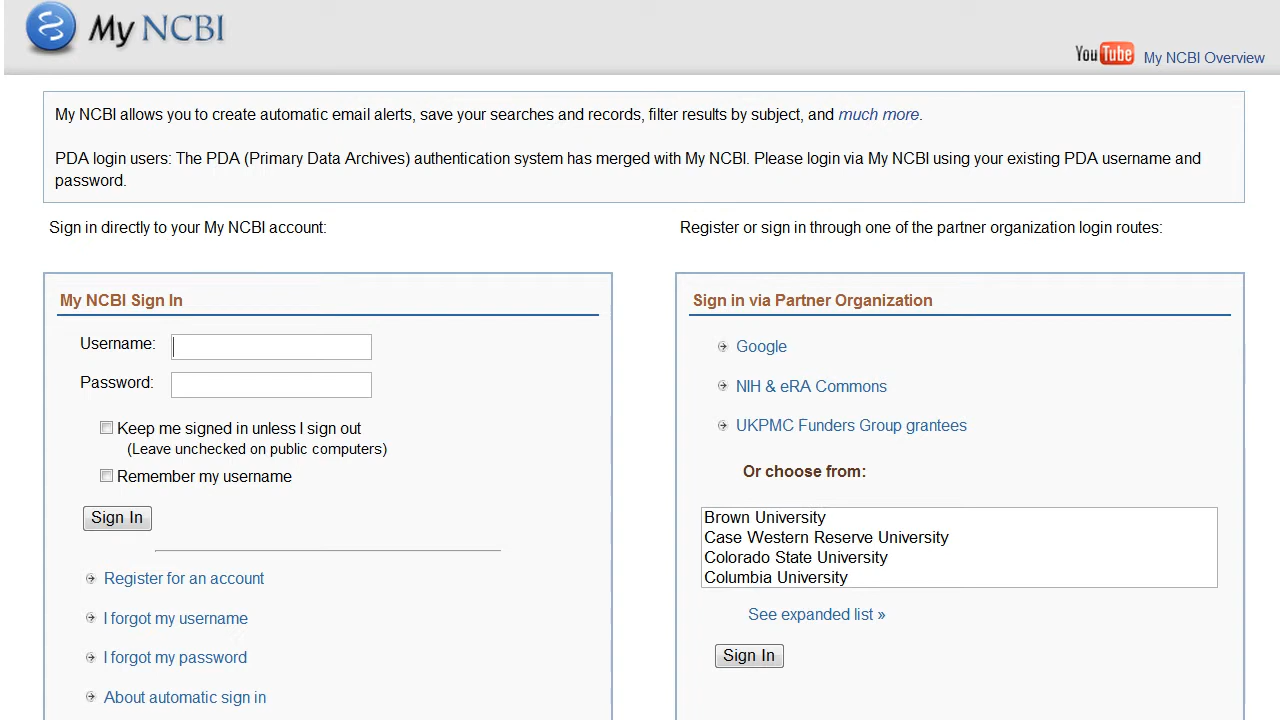 My NCBI
YouTube My NCBI Overview
My NCBI allows you to create automatic email alerts, save your searches and records, filter results by subject, and much more.
PDA login users: The PDA (Primary Data Archives) authentication system has merged with My NCBI. Please login via My NCBI using your existing PDA username and
password.
Sign in directly to your My NCBI account:
Register or sign in through one of the partner organization login routes:
My NCBI Sign In
Username:
Password:
Keep me signed in unless I sign out
(Leave unchecked on public computers)
Remember my username
Sign In
Register for an account
I forgot my username
I forgot my password
About automatic sign in
Sign in via Partner Organization
Google
NIH & eRA Commons
UKPMC Funders Group grantees
Or choose from:
Brown University
Case Western Reserve University
Colorado State University
Columbia University
See expanded list »
Sign In